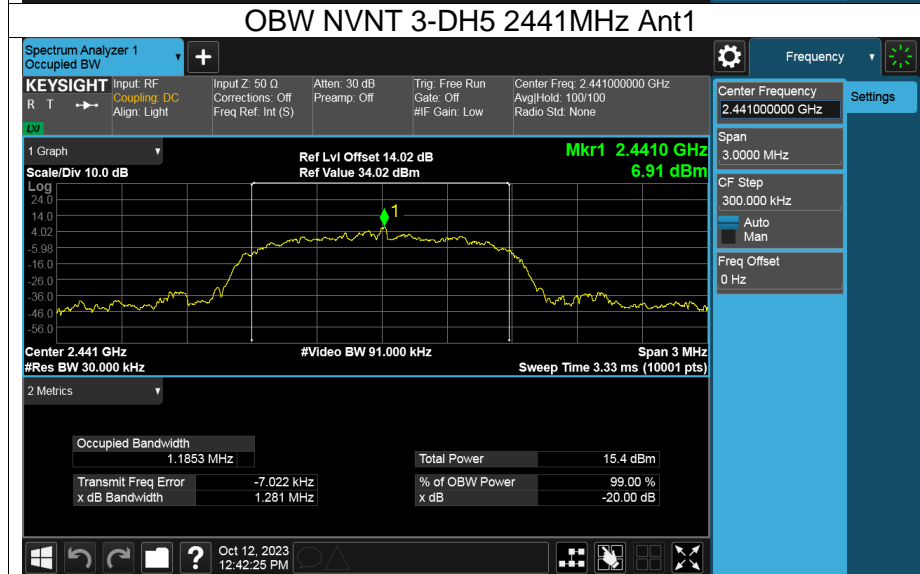 OBW NVNT 3-DH5 2441MHz Ant1
Spectrum Analyzer 1
Occupied BW
+
Frequency
KEYSIGHT
R T
LXI
Input: RF
Coupling: DC
Align: Light
Input Z: 50 Ω
Corrections: Off
Freq Ref: Int (S)
Atten: 30 dB
Preamp: Off
Trig: Free Run
Gate: Off
#IF Gain: Low
Center Freq: 2.441000000 GHz
Avg|Hold: 100/100
Radio Std: None
Center Frequency
2.441000000 GHz
Settings
Span
3.0000 MHz
CF Step
300.000 kHz
Auto
Man
Freq Offset
0 Hz
1 Graph
Scale/Div 10.0 dB
Ref Lvl Offset 14.02 dB
Ref Value 34.02 dBm
Mkr1 2.4410 GHz
6.91 dBm
Log
24.0
14.0
4.02
-5.98
-16.0
-26.0
-36.0
-46.0
-56.0
1
Center 2.441 GHz
#Res BW 30.000 kHz
#Video BW 91.000 kHz
Span 3 MHz
Sweep Time 3.33 ms (10001 pts)
2 Metrics
Occupied Bandwidth
1.1853 MHz
Total Power 15.4 dBm
Transmit Freq Error -7.022 kHz
% of OBW Power 99.00 %
x dB Bandwidth 1.281 MHz
x dB -20.00 dB
?
Oct 12, 2023
12:42:25 PM